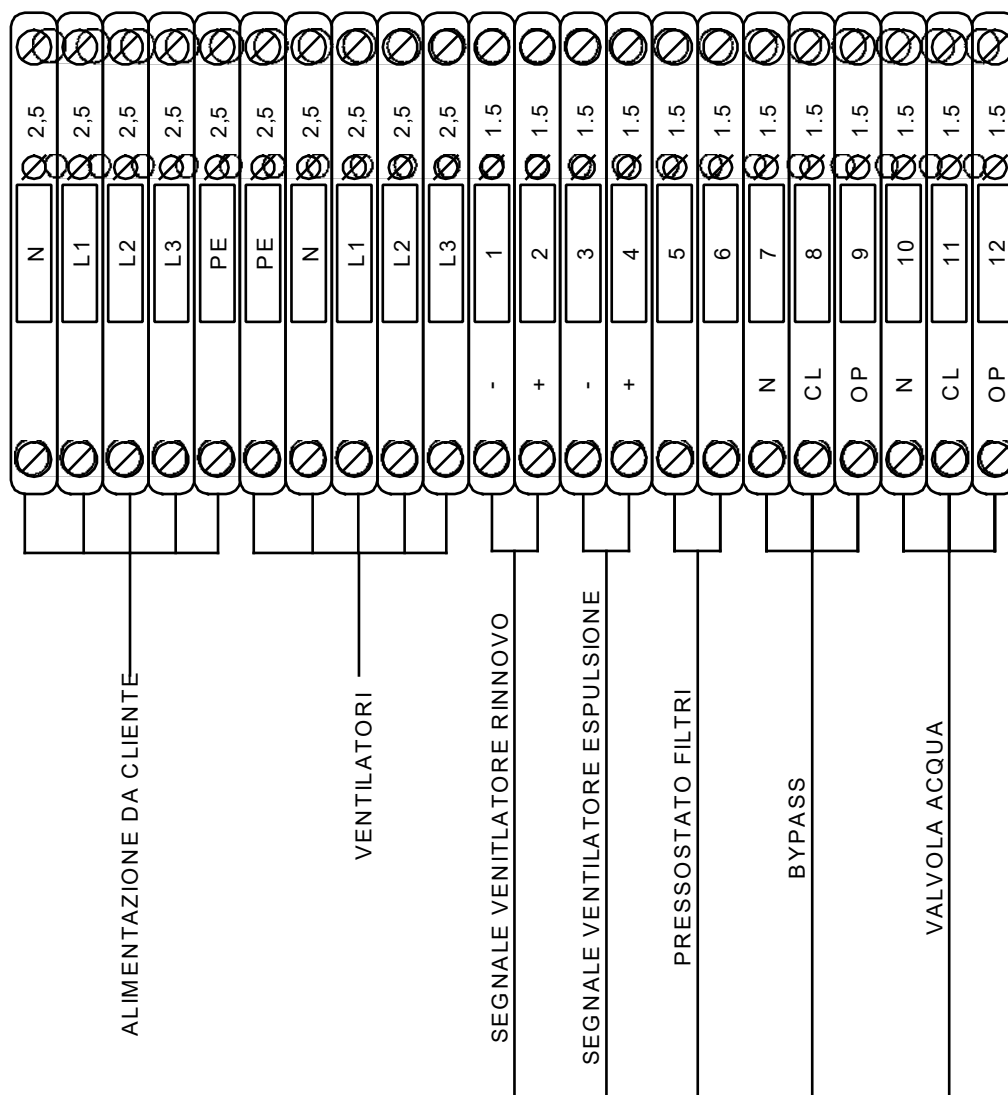 2,5 2,5 2,5 2,5 2,5 2,5 2,5 2,5 2,5 2,5 1.5 1.5 1.5 1.5 1.5 1.5 1.5 1.5 1.5 1.5 1.5 1.5
N L1 L2 L3 PE PE N L1 L2 L3 1 2 3 4 5 6 7 8 9 10 11 12
- + - + N CL OP N CL OP
ALIMENTAZIONE DA CLIENTE
VENTILATORI
SEGNALE VENITLATORE RINNOVO
SEGNALE VENTILATORE ESPULSIONE
PRESSOSTATO FILTRI
BYPASS
VALVOLA ACQUA